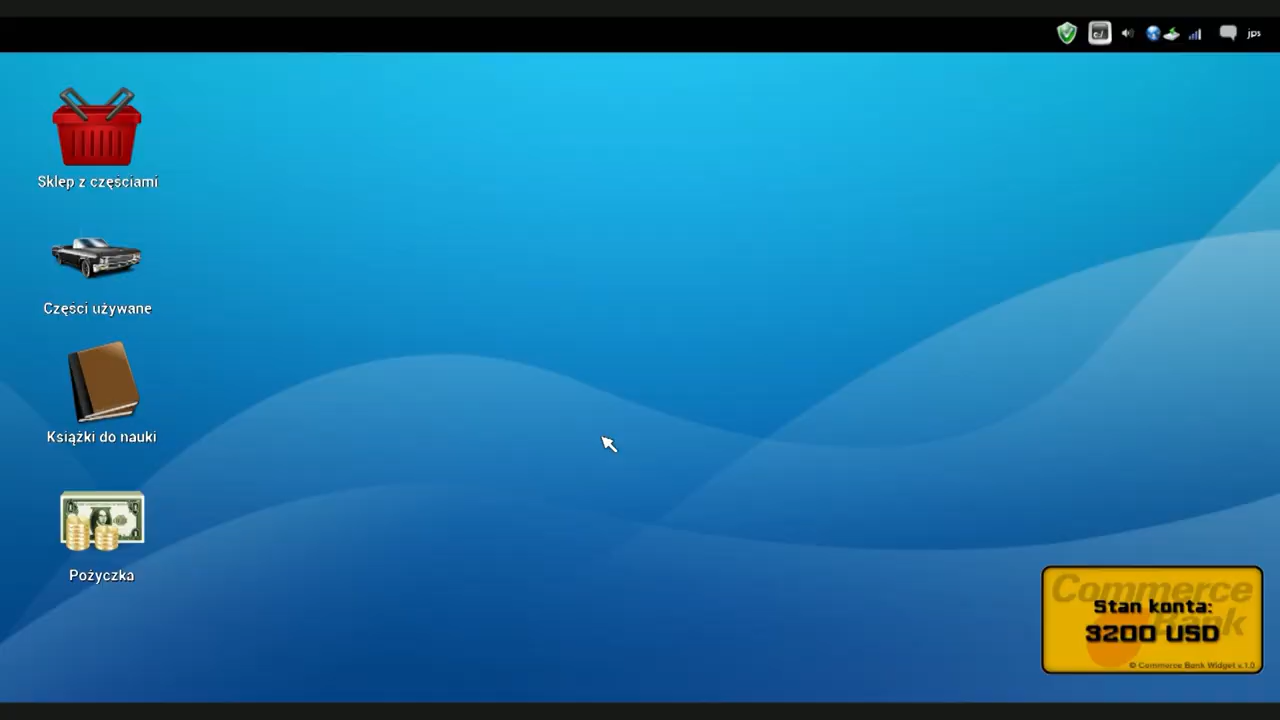 c:/
jps
Sklep z częściami
Części używane
Książki do nauki
Pożyczka
Commerce
Bank
Stan konta:
3200 USD
© Commerce Bank Widget v.1.0